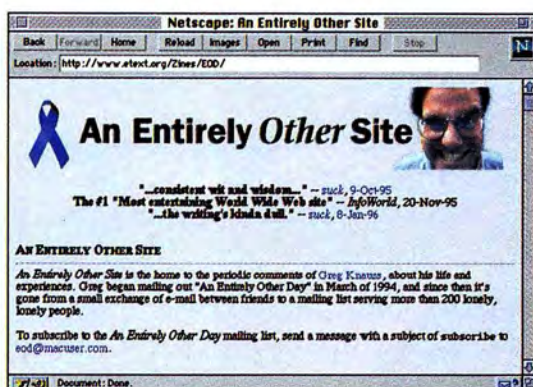 Netscape: An Entirely Other Site
Back Forward Home Reload Images Open Print Find Stop
N
Location: http://www.etext.org/Zines/EOD/
An Entirely Other Site
"...consistent wit and wisdom..." -- suck, 9-Oct-95
The #1 "Most entertaining World Wide Web site" -- InfoWorld, 20-Nov-95
"...the writing's kinda dull." -- suck, 8-Jan-96
AN ENTIRELY OTHER SITE
An Entirely Other Site is the home to the periodic comments of Greg Knauss, about his life and
experiences. Greg began mailing out "An Entirely Other Day" in March of 1994, and since then it's
gone from a small exchange of e-mail between friends to a mailing list serving more than 200 lonely,
lonely people.
To subscribe to the An Entirely Other Day mailing list, send a message with a subject of subscribe to
eod@macuser.com.
Document: Done.